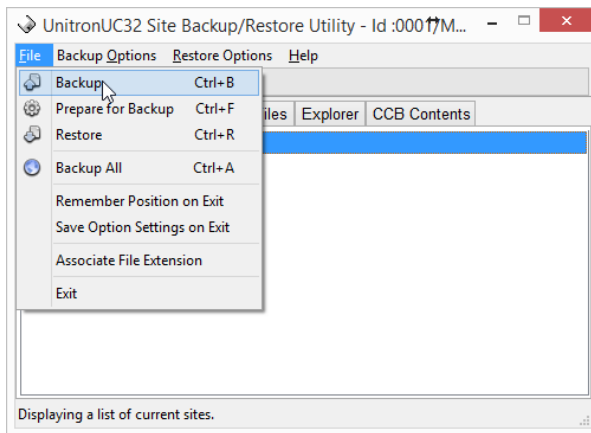 UnitronUC32 Site Backup/Restore Utility - Id :000
File Backup Options Restore Options Help
Backup Ctrl+B
Prepare for Backup Ctrl+F
iles Explorer CCB Contents
Restore Ctrl+R
Backup All Ctrl+A
Remember Position on Exit
Save Option Settings on Exit
Associate File Extension
Exit
Displaying a list of current sites.